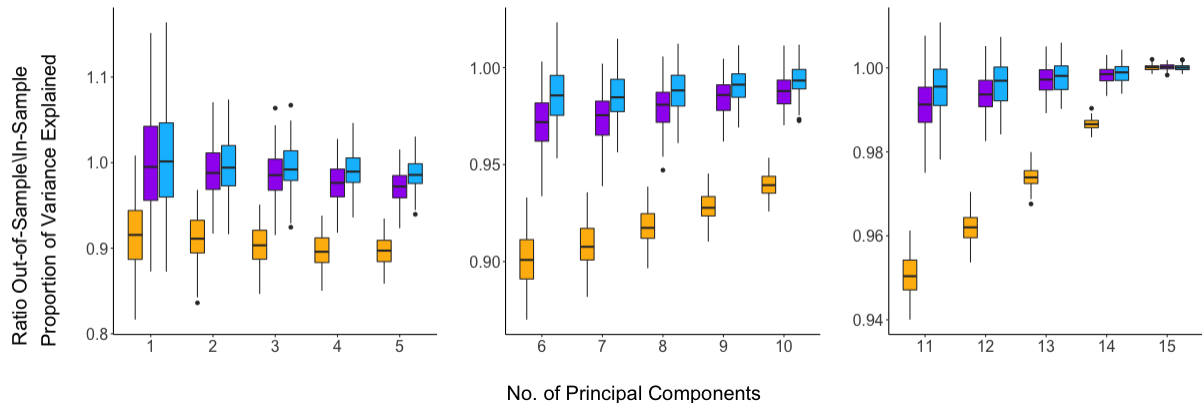 Ratio Out-of-Sample\In-Sample
Proportion of Variance Explained
1.1
1.0
0.9
0.8
1 2 3 4 5
1.00
0.95
0.90
6 7 8 9 10
1.00
0.98
0.96
0.94
11 12 13 14 15
No. of Principal Components